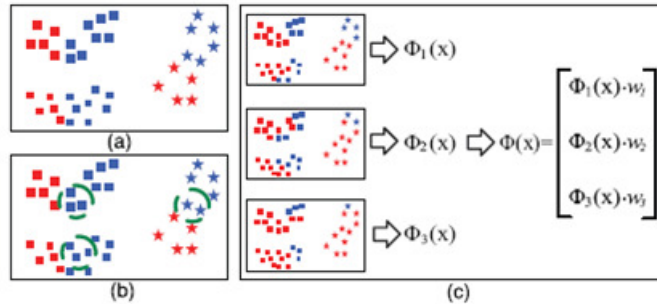 (a)
(b)
Φ₁(x)
Φ₂(x)
Φ₃(x)
Φ(x)=
Φ₁(x)·w₁
Φ₂(x)·w₂
Φ₃(x)·w₃
(c)